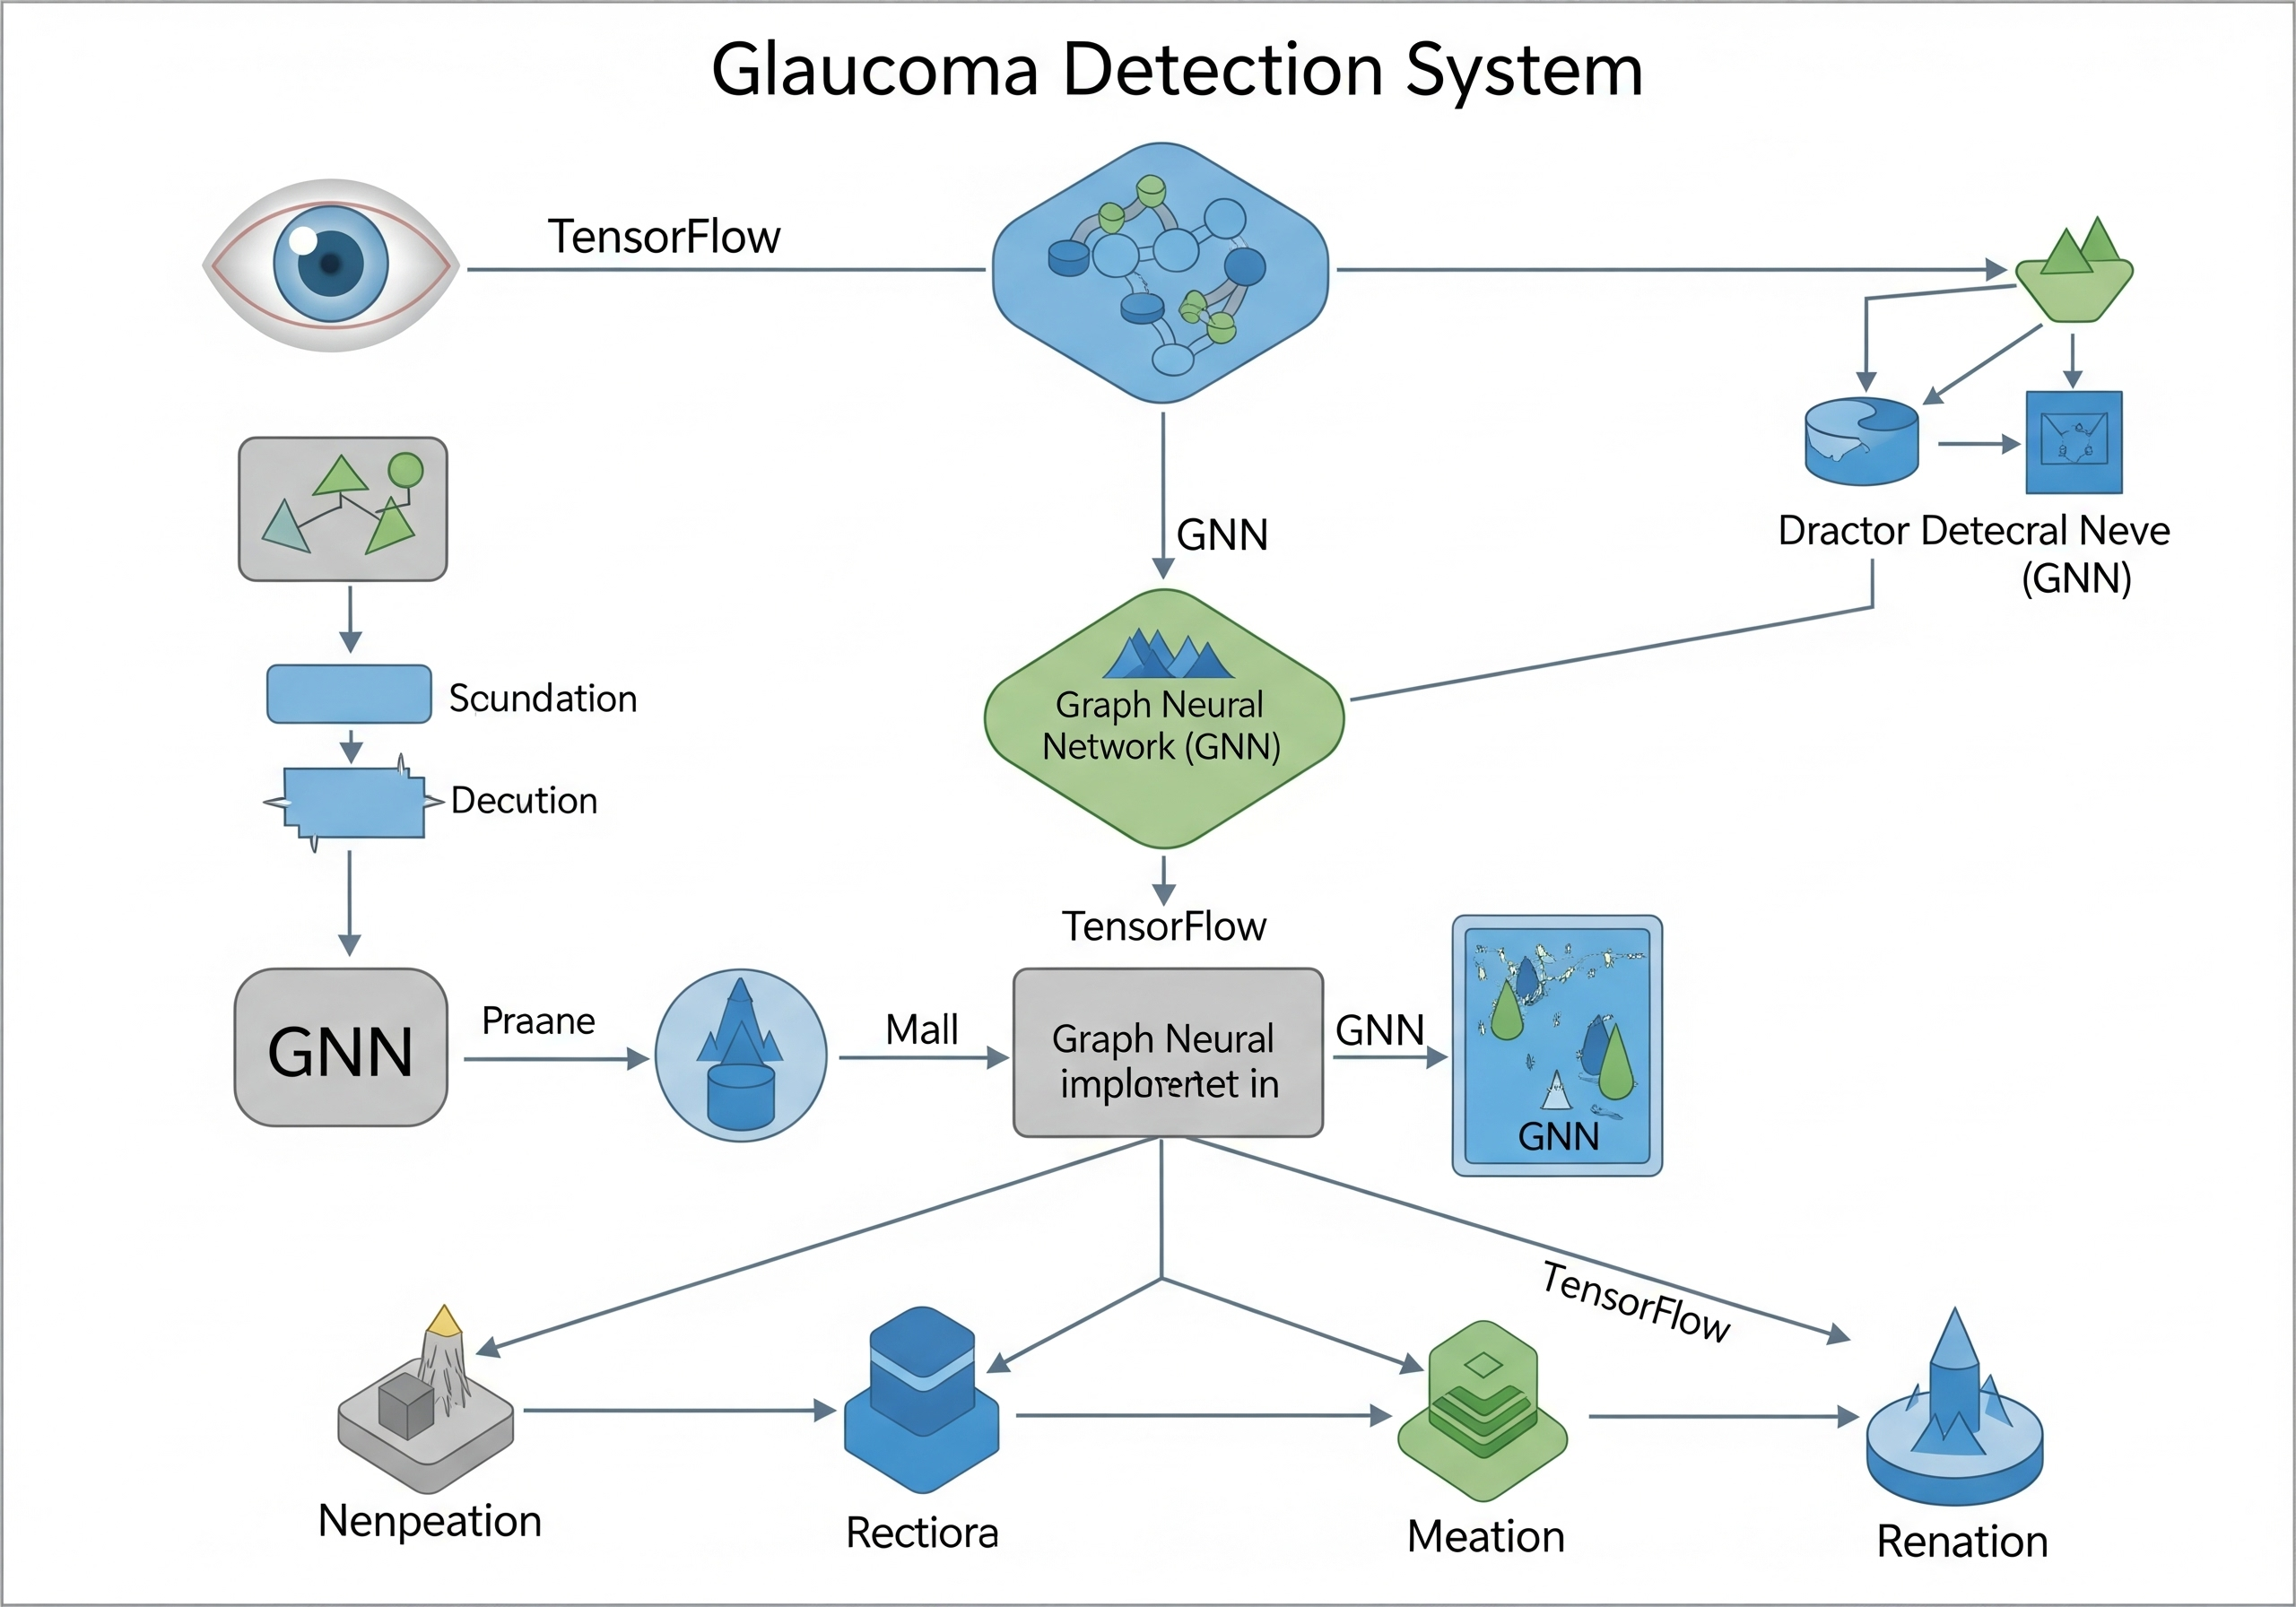 Glaucoma Detection System
TensorFlow
GNN
Dractor Detecral Neve
(GNN)
Scundation
Graph Neural
Network (GNN)
Decution
TensorFlow
GNN
Praane
Mall
Graph Neural
in
GNN
GNN
TensorFlow
Nenpeation
Rectiora
Meation
Renation